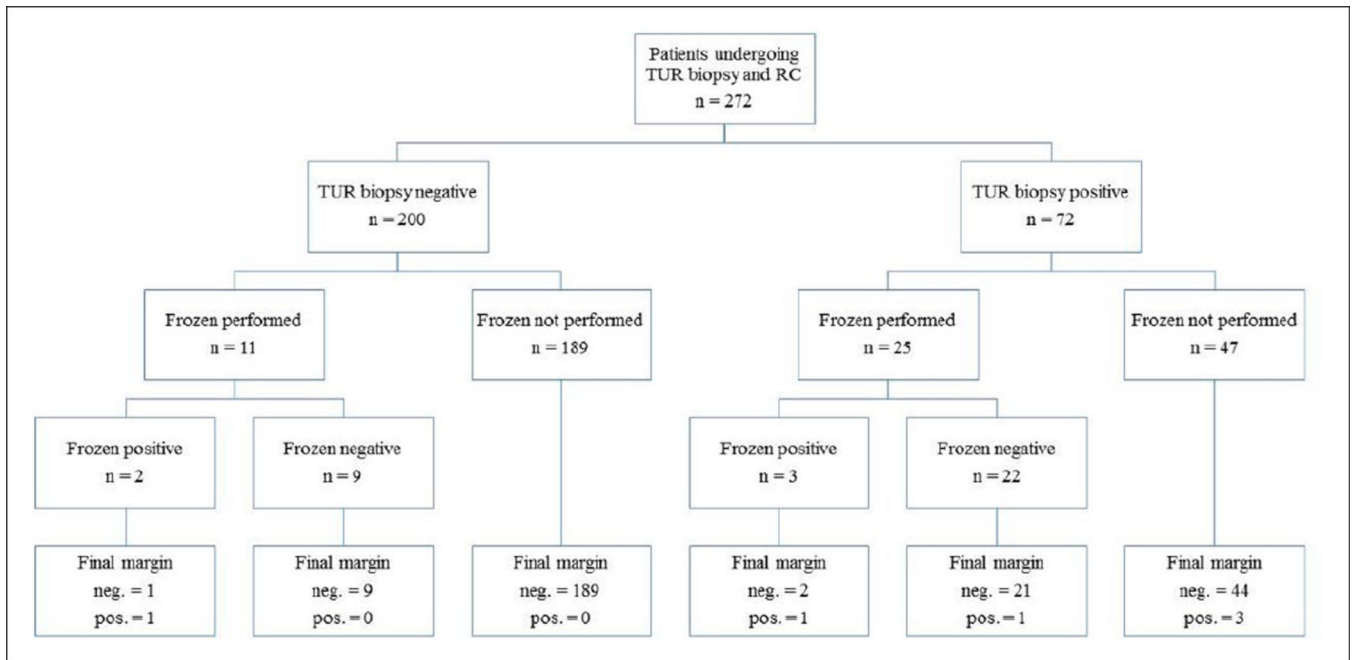 Patients undergoing
TUR biopsy and RC
n = 272
TUR biopsy negative
n = 200
TUR biopsy positive
n = 72
Frozen performed
n = 11
Frozen not performed
n = 189
Frozen performed
n = 25
Frozen not performed
n = 47
Frozen positive
n = 2
Frozen negative
n = 9
Frozen positive
n = 3
Frozen negative
n = 22
Final margin
neg. = 1
pos. = 1
Final margin
neg. = 9
pos. = 0
Final margin
neg. = 189
pos. = 0
Final margin
neg. = 2
pos. = 1
Final margin
neg. = 21
pos. = 1
Final margin
neg. = 44
pos. = 3